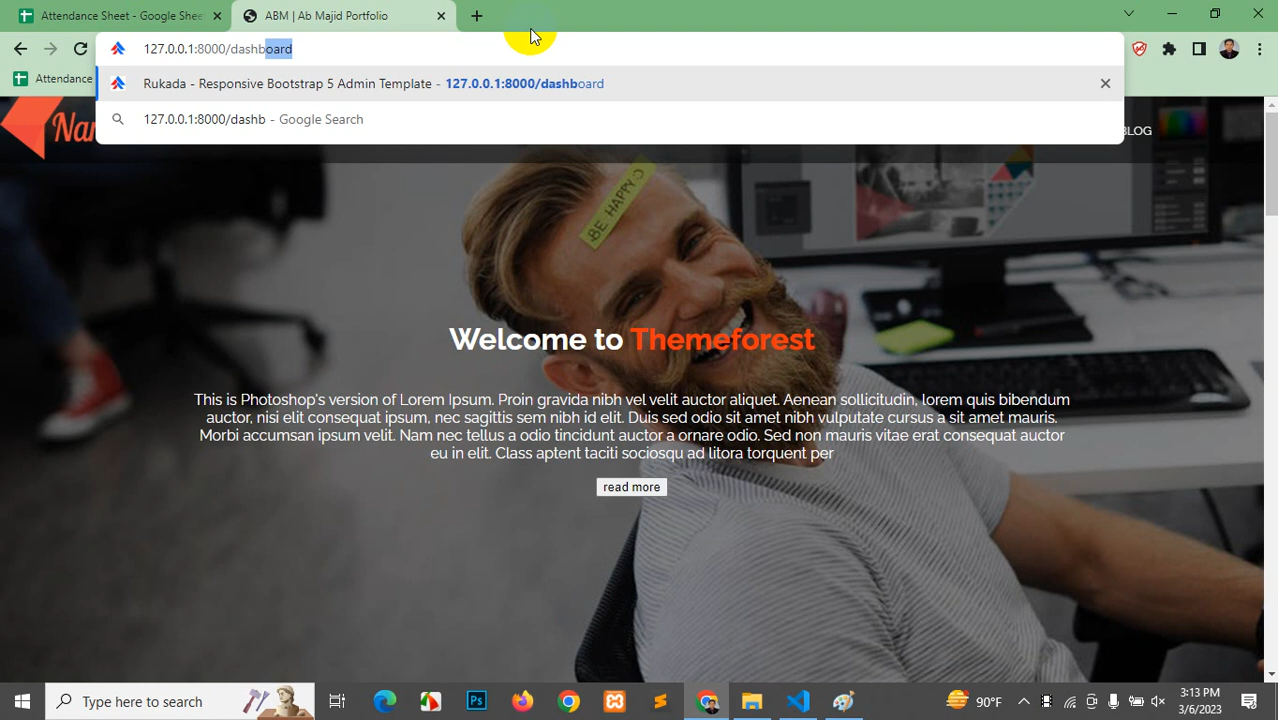 Attendance Sheet - Google Shee
ABM | Ab Majid Portfolio
127.0.0.1:8000/dashboard
Attendance
Rukada - Responsive Bootstrap 5 Admin Template - 127.0.0.1:8000/dashboard
127.0.0.1:8000/dashb - Google Search
BLOG
BE HAPPY
Welcome to Themeforest
This is Photoshop's version of Lorem Ipsum. Proin gravida nibh vel velit auctor aliquet. Aenean sollicitudin, lorem quis bibendum
auctor, nisi elit consequat ipsum, nec sagittis sem nibh id elit. Duis sed odio sit amet nibh vulputate cursus a sit amet mauris.
Morbi accumsan ipsum velit. Nam nec tellus a odio tincidunt auctor a ornare odio. Sed non mauris vitae erat consequat auctor
eu in elit. Class aptent taciti sociosqu ad litora torquent per
read more
Type here to search
Ps
90°F
3:13 PM
3/6/2023